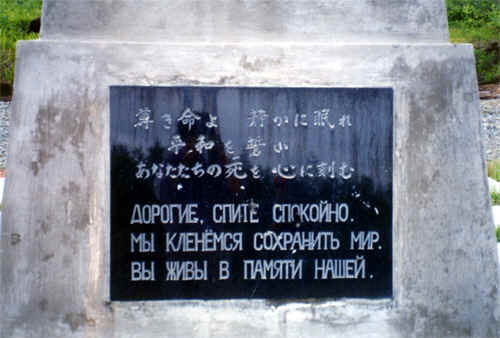 尊き命よ 静かに眠れ
平和を誓い
あなたたちの死を心に刻む
ДОРОГИЕ, СПИТЕ СПОКОЙНО.
МЫ КЛЕНЁМСЯ СОХРАНИТЬ МИР.
ВЫ ЖИВЫ В ПАМЯТИ НАШЕЙ.